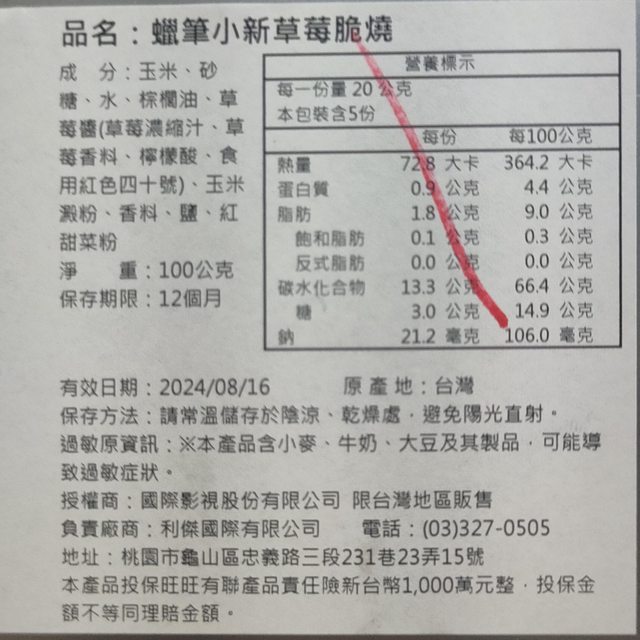 品名：蠟筆小新草莓脆燒
成　分：玉米、砂
糖、水、棕櫚油、草
莓醬(草莓濃縮汁、草
莓香料、檸檬酸、食
用紅色四十號)、玉米
澱粉、香料、鹽、紅
甜菜粉
淨　　重：100公克
保存期限：12個月
營養標示
每一份量 20 公克
本包裝含5份
每份　每100公克
熱量　72.8 大卡　364.2 大卡
蛋白質　0.9 公克　4.4 公克
脂肪　1.8 公克　9.0 公克
飽和脂肪　0.1 公克　0.3 公克
反式脂肪　0.0 公克　0.0 公克
碳水化合物　13.3 公克　66.4 公克
糖　3.0 公克　14.9 公克
鈉　21.2 毫克　106.0 毫克
有效日期：2024/08/16　原 產 地：台灣
保存方法：請常溫儲存於陰涼、乾燥處，避免陽光直射。
過敏原資訊：※本產品含小麥、牛奶、大豆及其製品，可能導
致過敏症狀。
授權商：國際影視股份有限公司 限台灣地區販售
負責廠商：利傑國際有限公司　電話：(03)327-0505
地址：桃園市龜山區忠義路三段231巷23弄15號
本產品投保旺旺有聯產品責任險新台幣1,000萬元整，投保金
額不等同理賠金額。